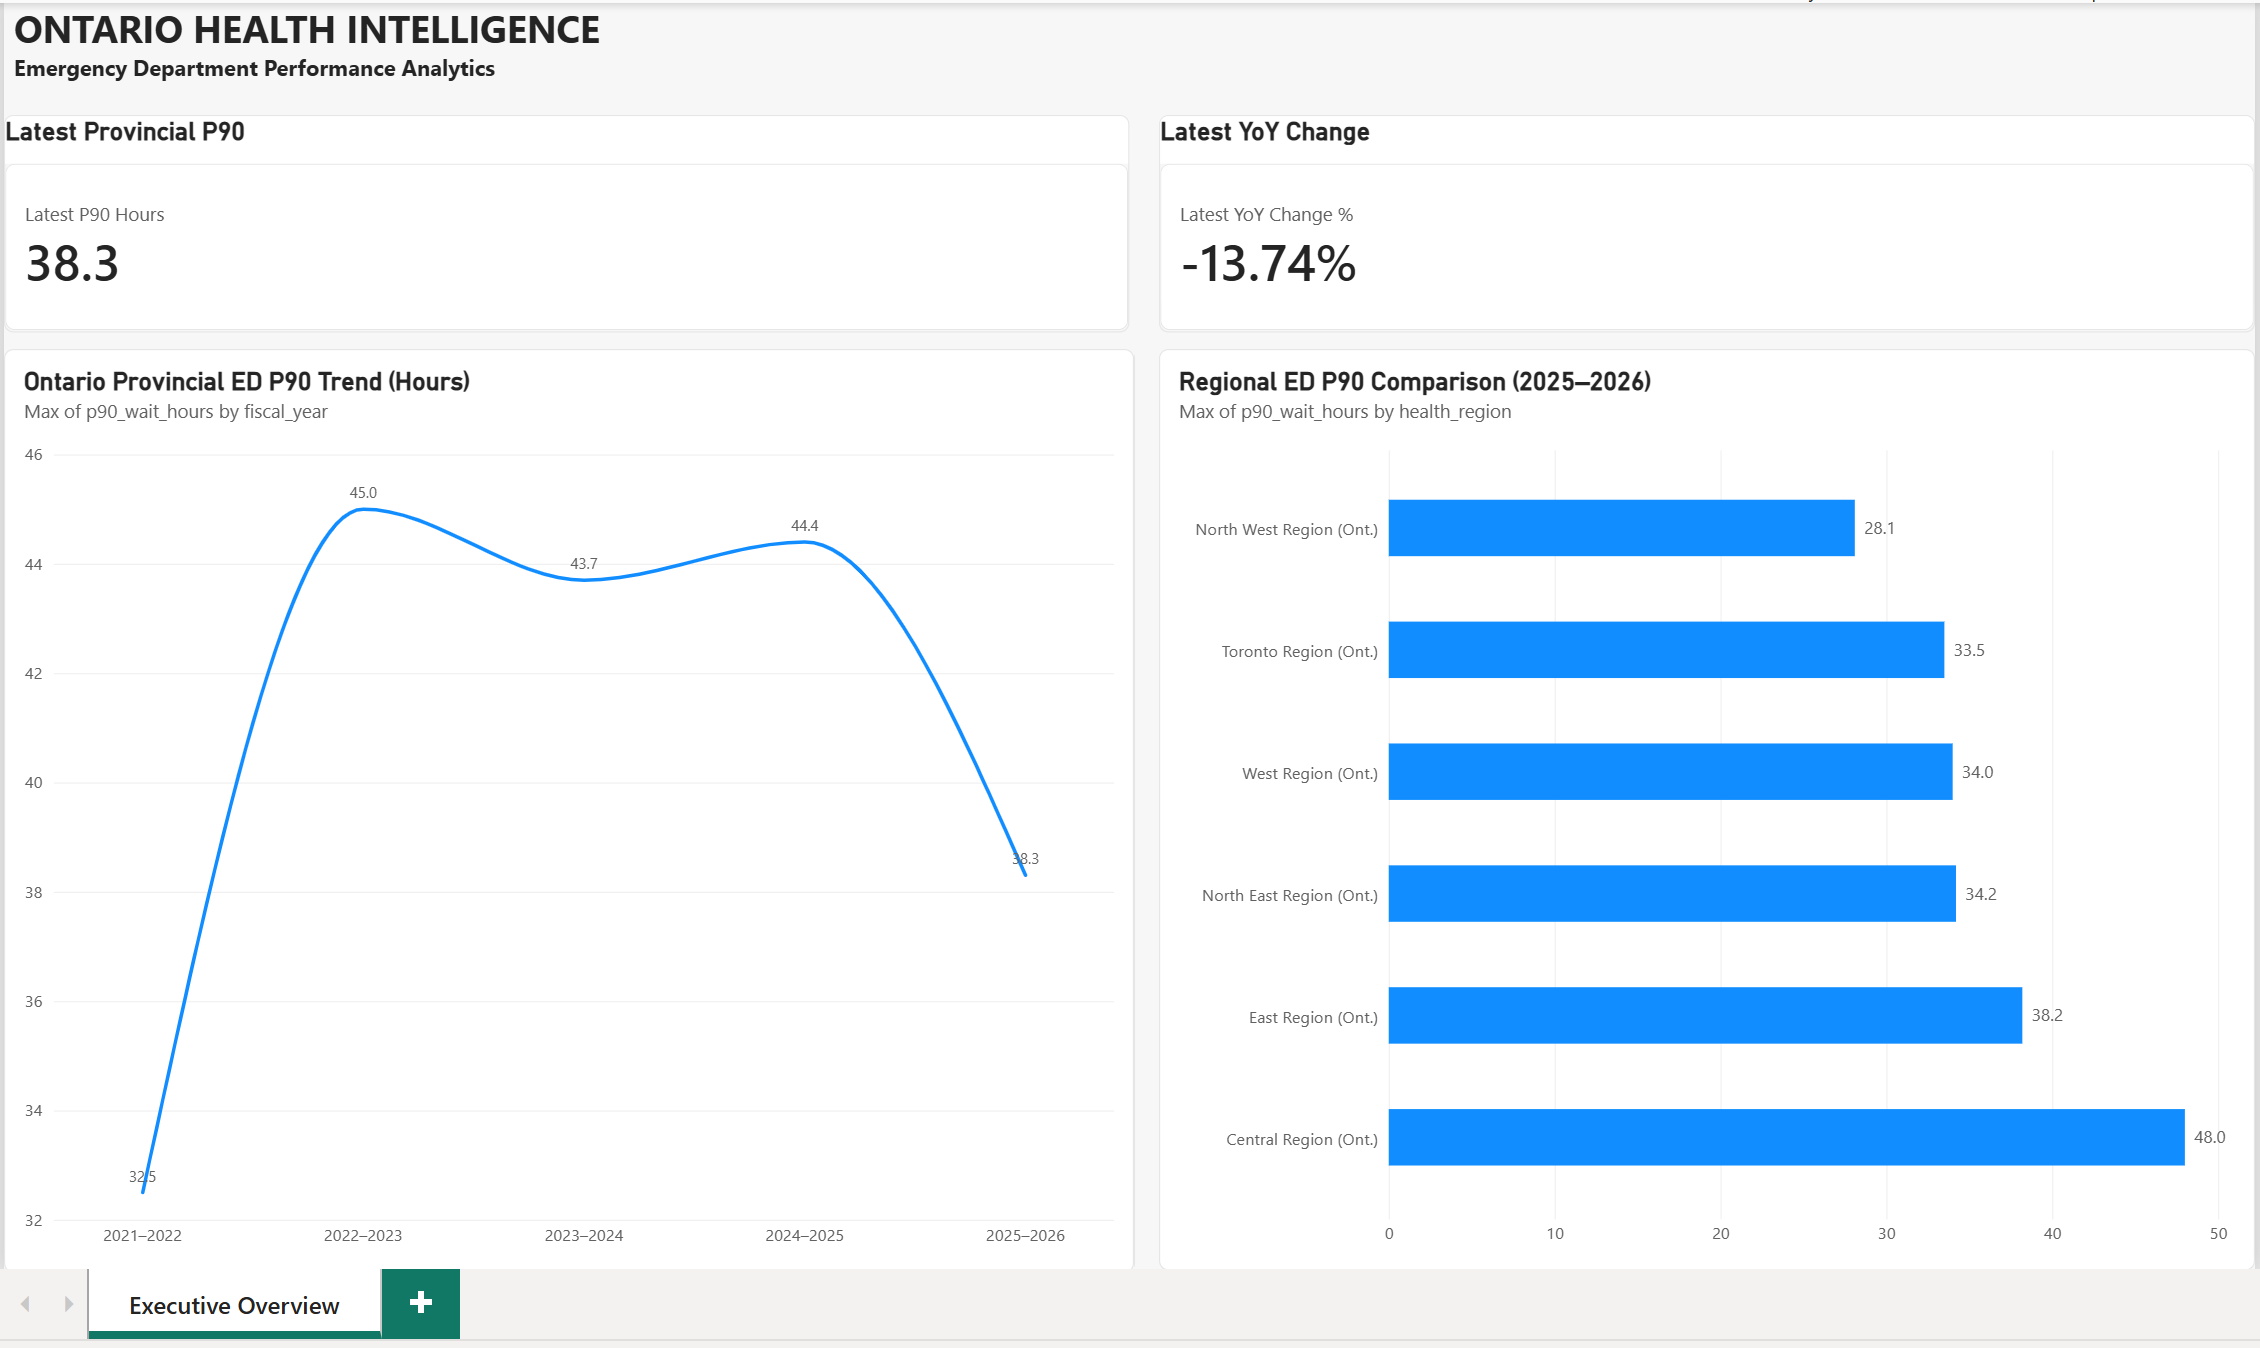 ONTARIO HEALTH INTELLIGENCE
Emergency Department Performance Analytics
Latest Provincial P90
Latest P90 Hours
38.3
Latest YoY Change
Latest YoY Change %
-13.74%
Ontario Provincial ED P90 Trend (Hours)
Max of p90_wait_hours by fiscal_year
46
44
42
40
38
36
34
32
45.0
43.7
44.4
38.3
32.5
2021–2022
2022–2023
2023–2024
2024–2025
2025–2026
Regional ED P90 Comparison (2025–2026)
Max of p90_wait_hours by health_region
North West Region (Ont.)
28.1
Toronto Region (Ont.)
33.5
West Region (Ont.)
34.0
North East Region (Ont.)
34.2
East Region (Ont.)
38.2
Central Region (Ont.)
48.0
0
10
20
30
40
50
Executive Overview